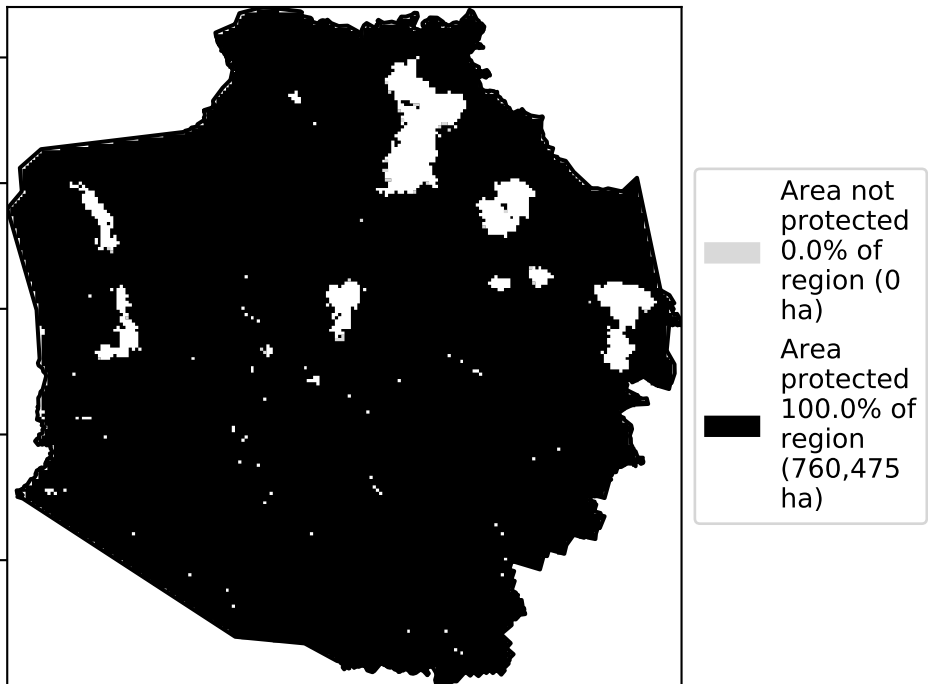 Area not
protected
0.0% of
region (0
ha)
Area
protected
100.0% of
region
(760,475
ha)